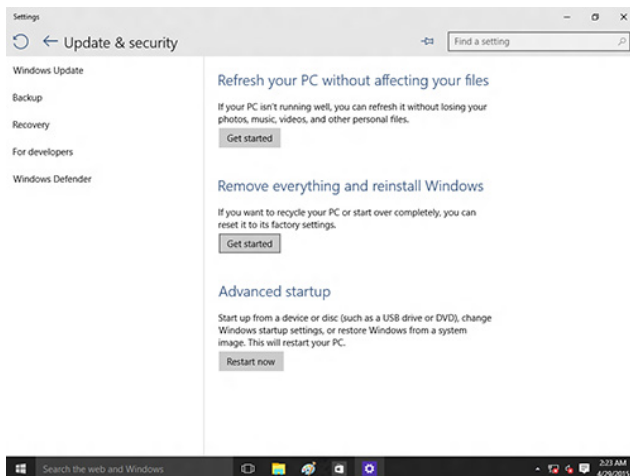 Settings
Update & security
Find a setting
Windows Update
Backup
Recovery
For developers
Windows Defender
Refresh your PC without affecting your files
If your PC isn't running well, you can refresh it without losing your
photos, music, videos, and other personal files.
Get started
Remove everything and reinstall Windows
If you want to recycle your PC or start over completely, you can
reset it to its factory settings.
Get started
Advanced startup
Start up from a device or disc (such as a USB drive or DVD), change
Windows startup settings, or restore Windows from a system
image. This will restart your PC.
Restart now
Search the web and Windows
2:23 AM
4/29/2015